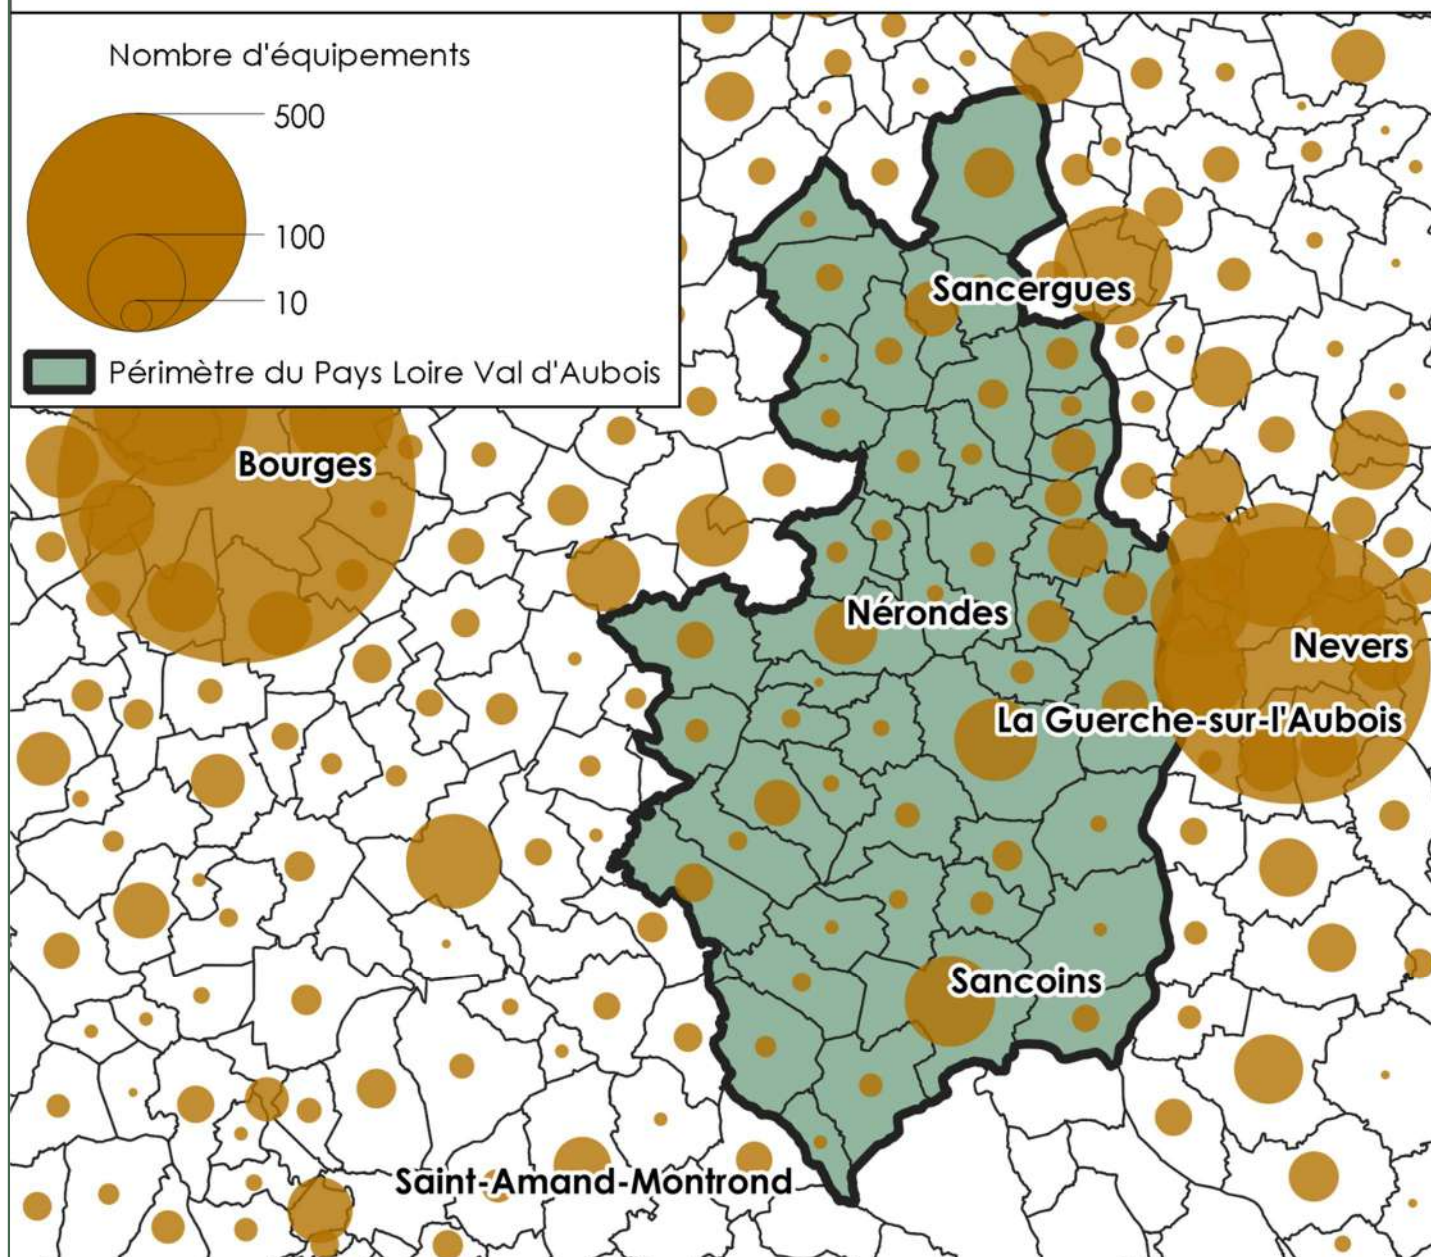 Nombre d'équipements
500
100
10
Périmètre du Pays Loire Val d'Aubois
Sancergues
Bourges
Nérondes
Nevers
La Guerche-sur-l'Aubois
Sancoins
Saint-Amand-Montrond